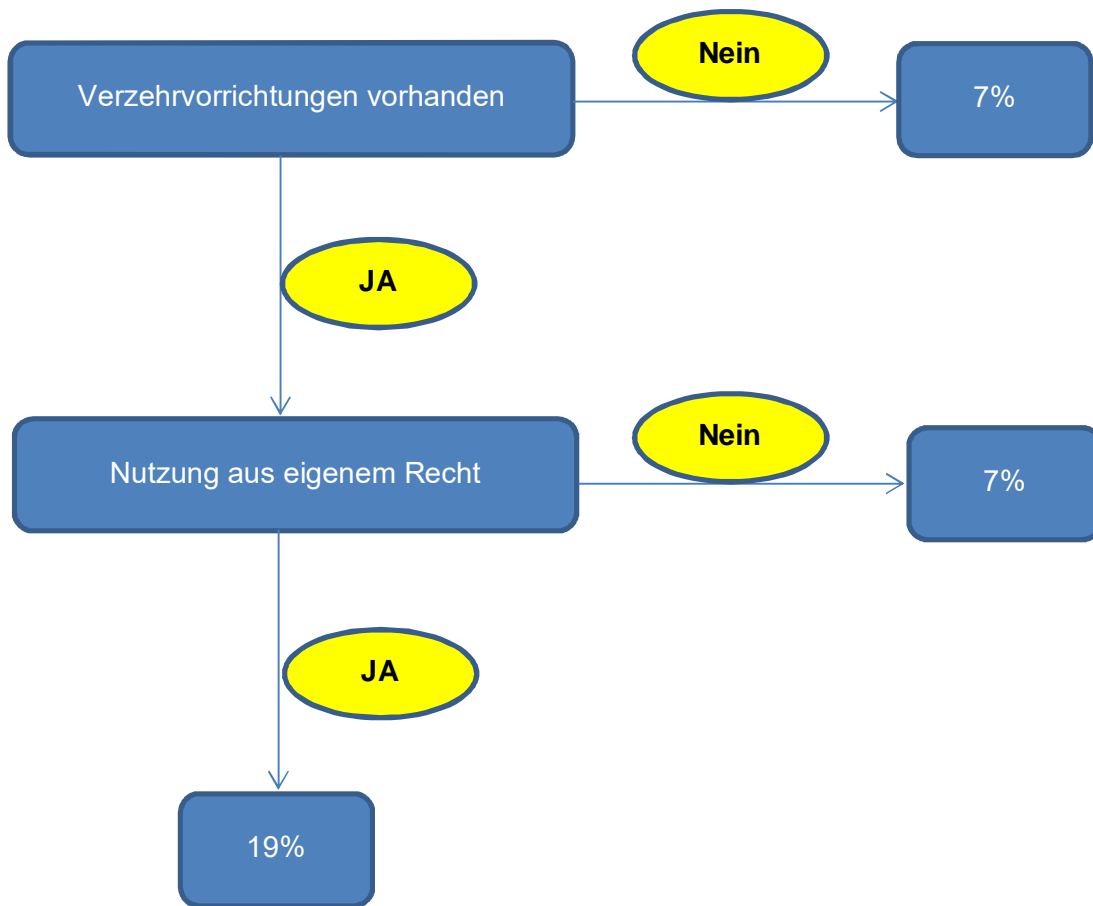 Nein
Verzehrvorrichtungen vorhanden
7%
JA
Nein
Nutzung aus eigenem Recht
7%
JA
19%